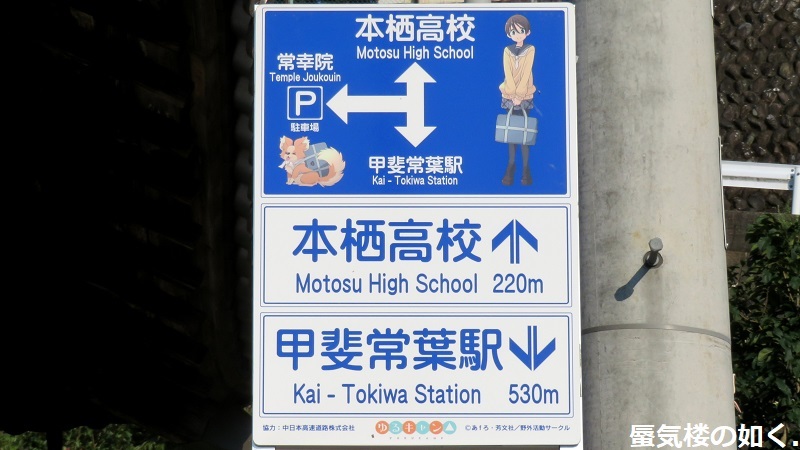 本栖高校
Motosu High School
常幸院
Temple Joukouin
P
駐車場
甲斐常葉駅
Kai - Tokiwa Station
本栖高校
Motosu High School 220m
甲斐常葉駅
Kai - Tokiwa Station 530m
協力：中日本高速道路株式会社 ゆるキャン△ ©あfろ・芳文社／野外活動サークル
蜃気楼の如く.